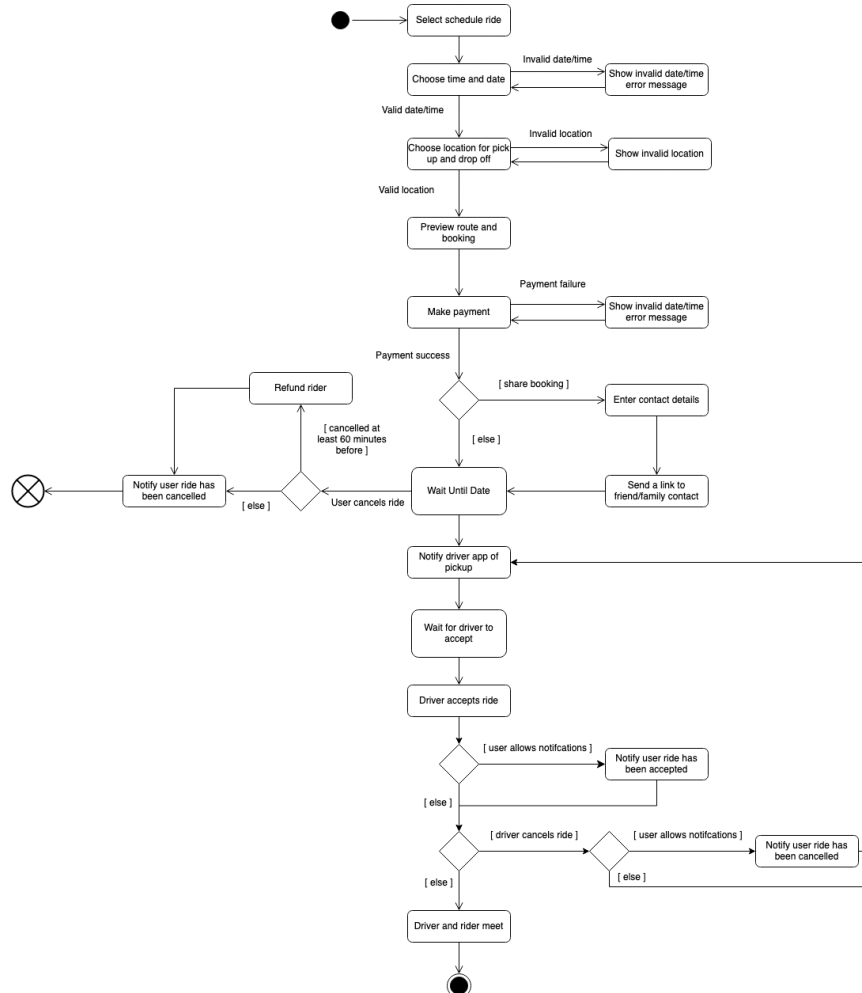 Select schedule ride
Invalid date/time
Choose time and date
Show invalid date/time
error message
Valid date/time
Invalid location
Choose location for pick
up and drop off
Show invalid location
Valid location
Preview route and
booking
Payment failure
Make payment
Show invalid date/time
error message
Payment success
[ share booking ]
Refund rider
Enter contact details
[ cancelled at
least 60 minutes
before ]
[ else ]
Notify user ride has
been cancelled
[ else ]
User cancels ride
Wait Until Date
Send a link to
friend/family contact
Notify driver app of
pickup
Wait for driver to
accept
Driver accepts ride
[ user allows notifcations ]
Notify user ride has
been accepted
[ else ]
[ driver cancels ride ]
[ user allows notifcations ]
Notify user ride has
been cancelled
[ else ]
[ else ]
Driver and rider meet